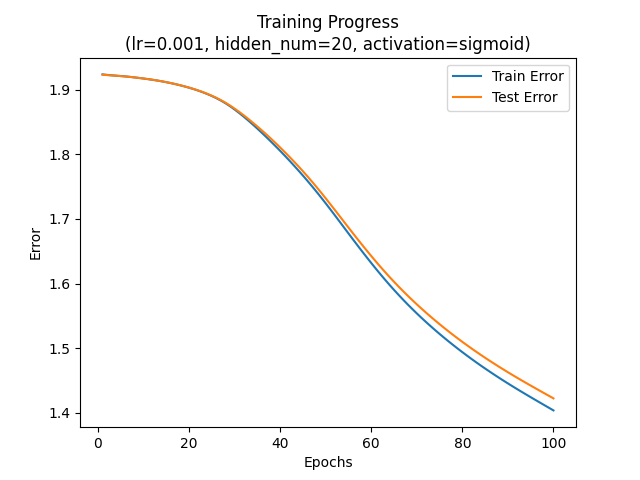 Training Progress
(lr=0.001, hidden_num=20, activation=sigmoid)
Train Error
Test Error
Error
1.9
1.8
1.7
1.6
1.5
1.4
0 20 40 60 80 100
Epochs